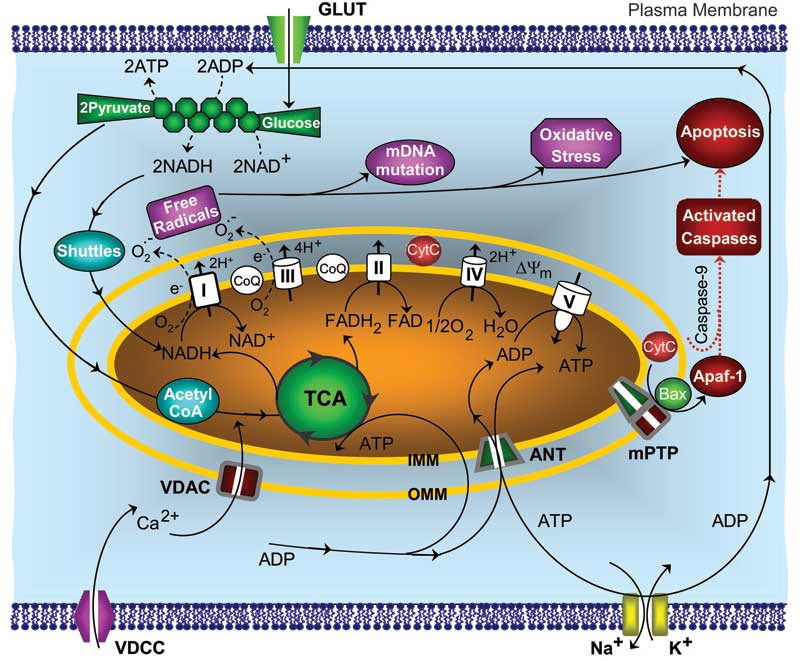 GLUT
Plasma Membrane
2ATP
2ADP
2Pyruvate
Glucose
2NADH
2NAD+
mDNA
mutation
Oxidative
Stress
Apoptosis
Free
Radicals
Activated
Caspases
Shuttles
O2·-
O2·-
2H+
e-
4H+
CytC
2H+
ΔΨm
e-
I
CoQ
III
CoQ
II
IV
V
O2
O2
Caspase-9
NADH
NAD+
FADH2
FAD
1/2O2
H2O
ADP
ATP
CytC
Apaf-1
Bax
Acetyl
CoA
TCA
ATP
mPTP
IMM
ANT
VDAC
OMM
Ca2+
ATP
ADP
ADP
VDCC
Na+
K+